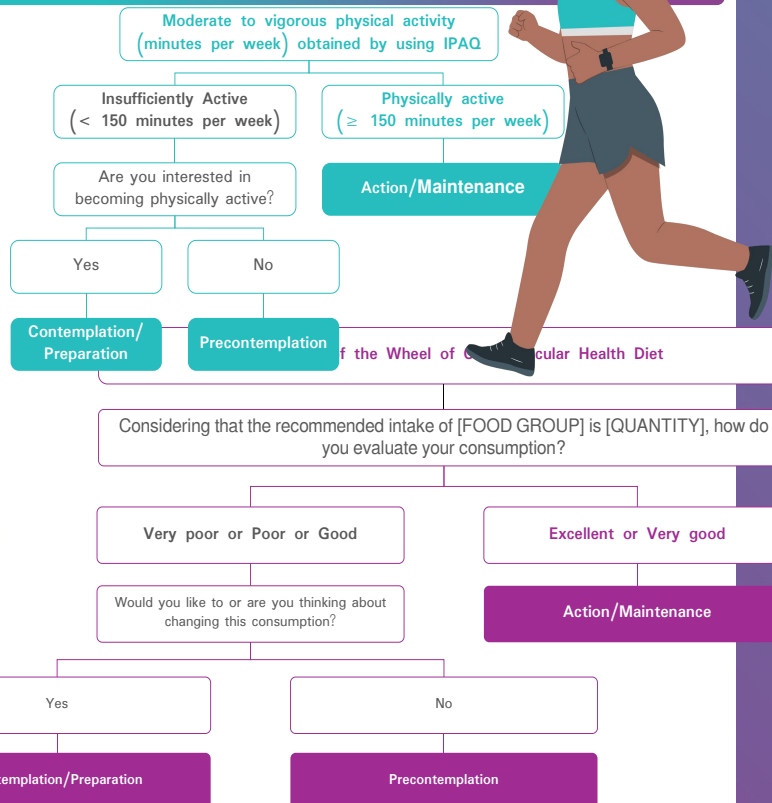 Moderate to vigorous physical activity
(minutes per week) obtained by using IPAQ
Insufficiently Active
(< 150 minutes per week)
Physically active
(≥ 150 minutes per week)
Are you interested in
becoming physically active?
Action/Maintenance
Yes
No
Contemplation/
Preparation
Precontemplation
the Wheel of Health Diet
Considering that the recommended intake of [FOOD GROUP] is [QUANTITY], how do
you evaluate your consumption?
Very poor or Poor or Good
Excellent or Very good
Would you like to or are you thinking about
changing this consumption?
Action/Maintenance
Yes
No
/Preparation
Precontemplation